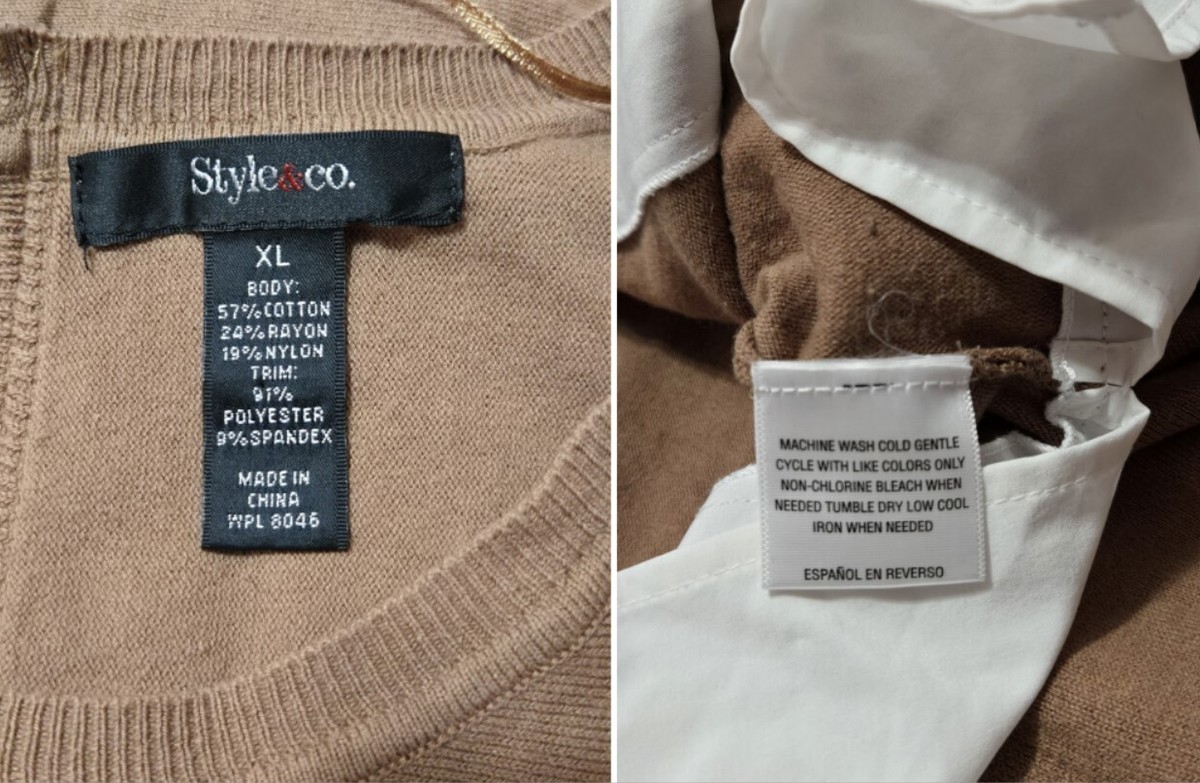 Style&co.
XL
BODY:
57%COTTON
24%RAYON
19%NYLON
TRIM:
91%
POLYESTER
9%SPANDEX
MADE IN
CHINA
WPL 8046
MACHINE WASH COLD GENTLE
CYCLE WITH LIKE COLORS ONLY
NON-CHLORINE BLEACH WHEN
NEEDED TUMBLE DRY LOW COOL
IRON WHEN NEEDED
ESPAÑOL EN REVERSO